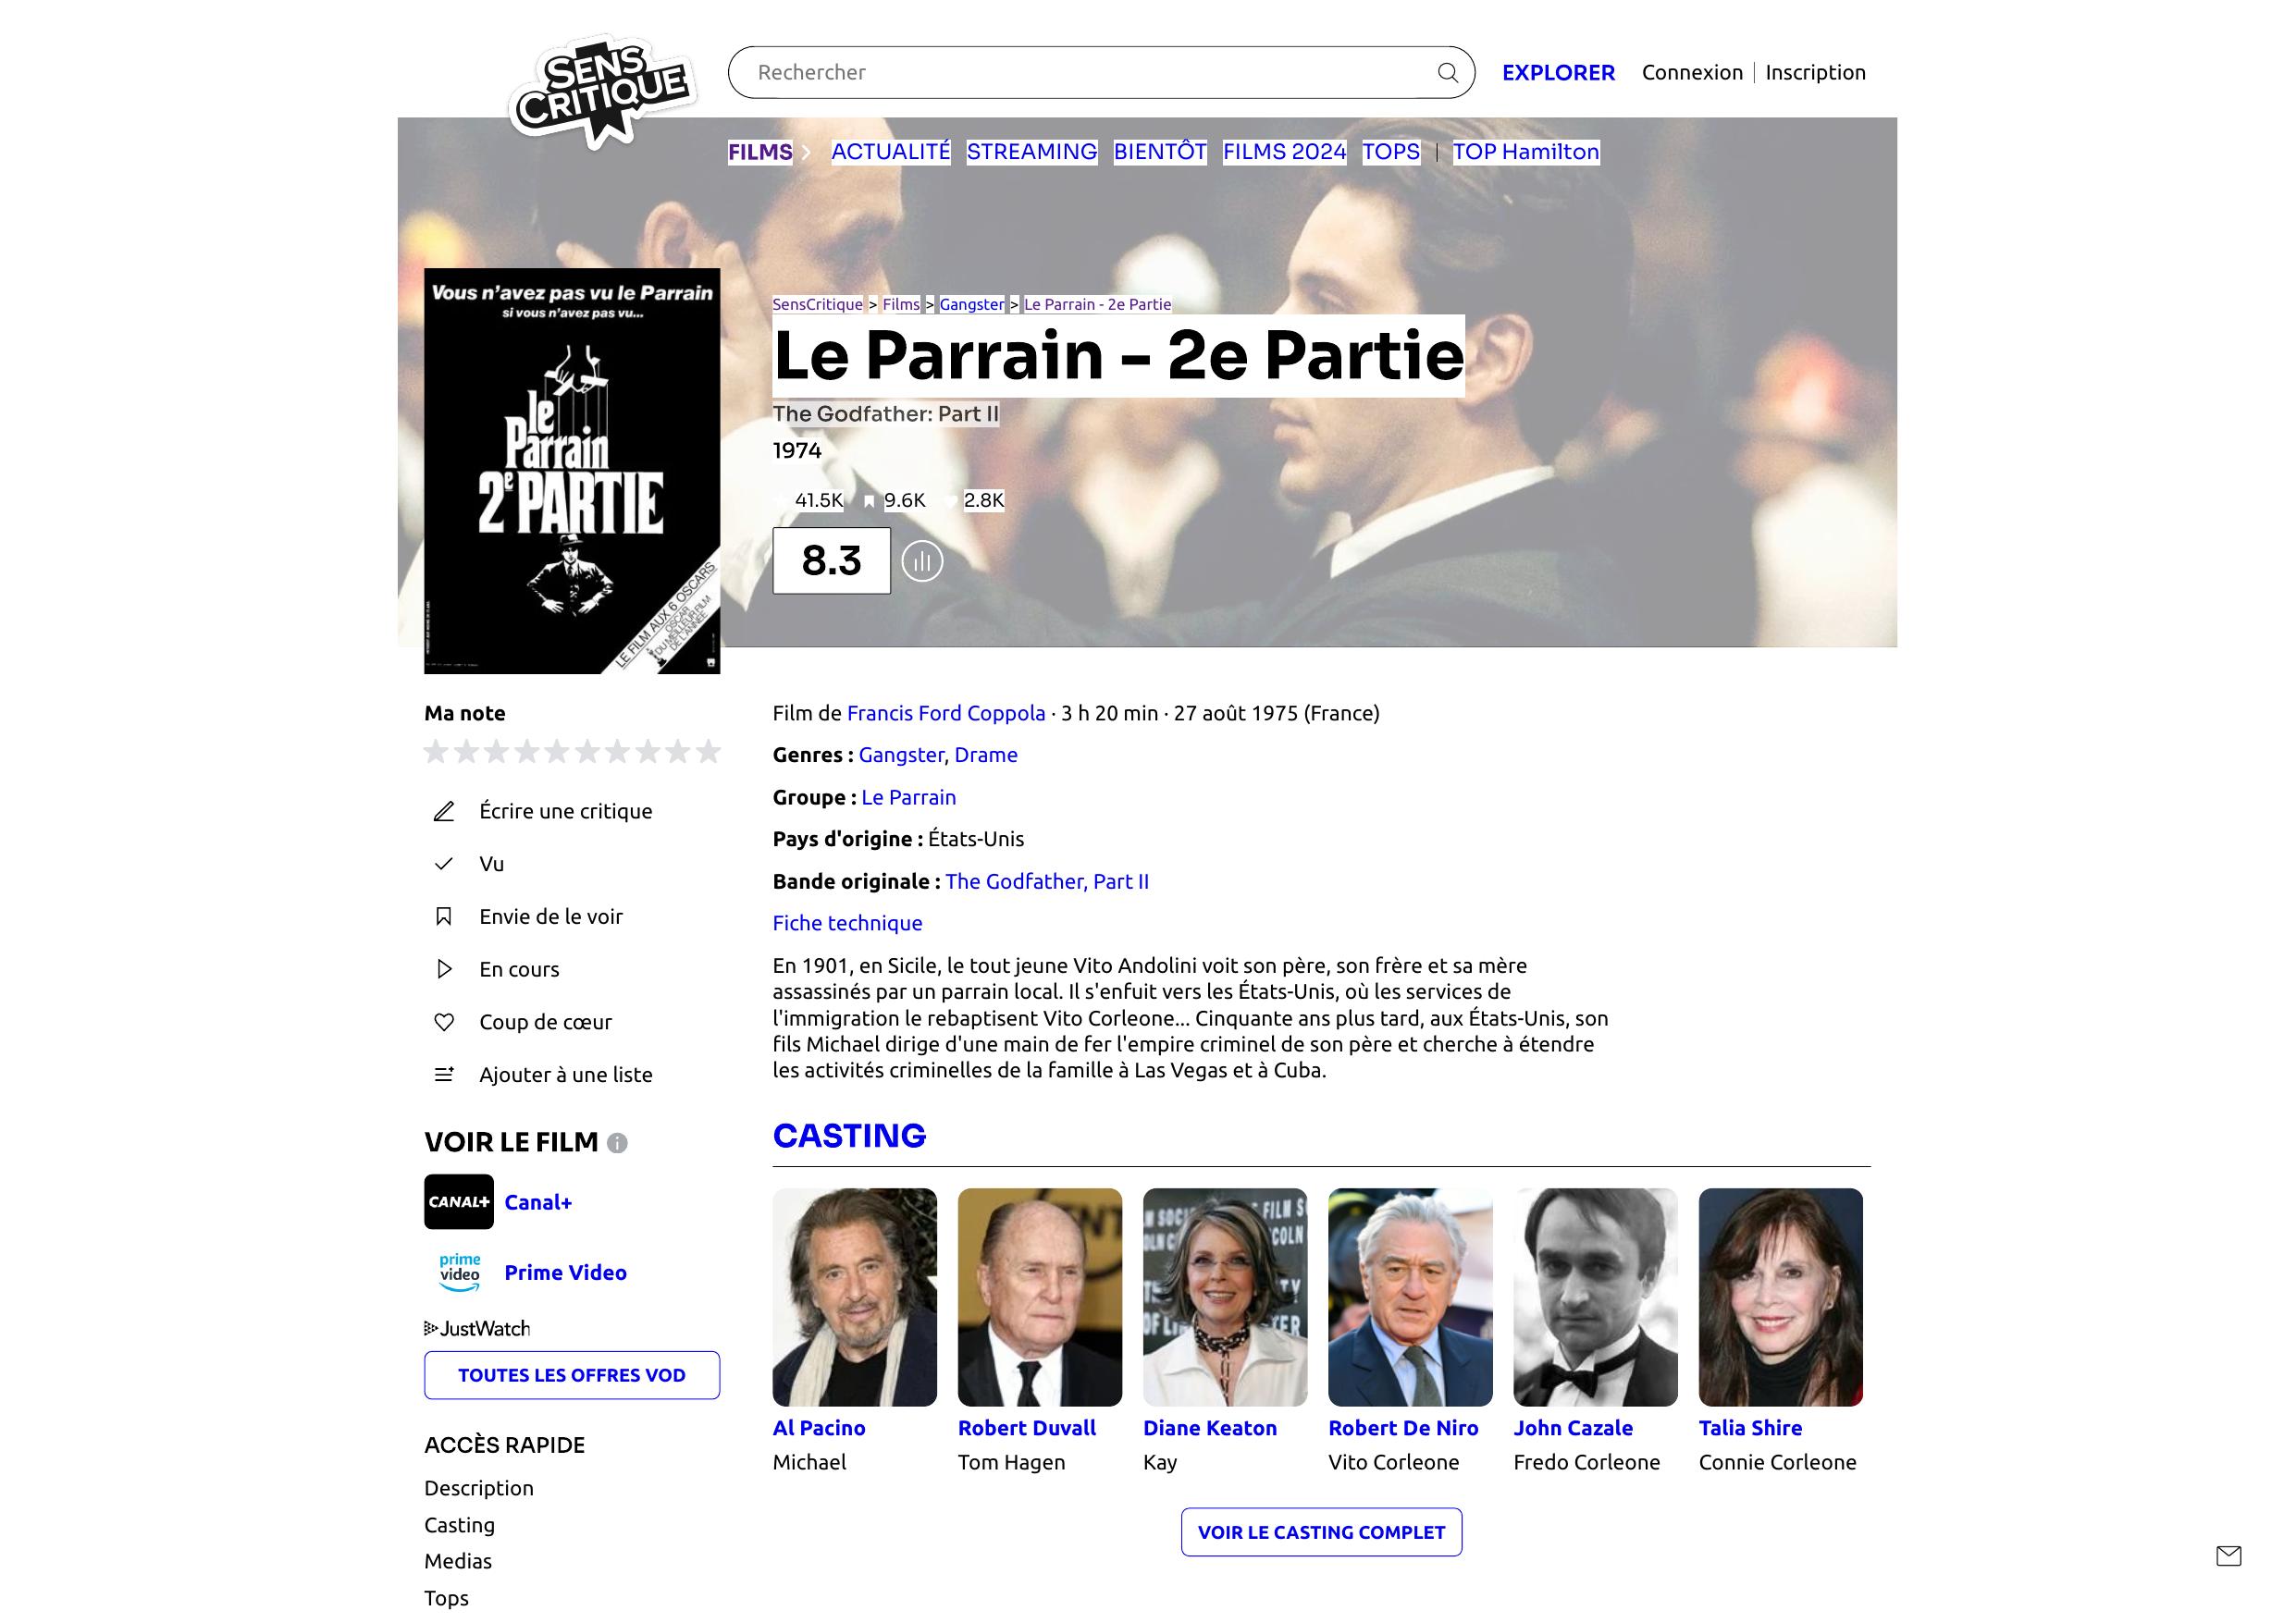 SENS
CRITIQUE
Rechercher
EXPLORER
Connexion | Inscription
FILMS
ACTUALITÉ
STREAMING
BIENTÔT
FILMS 2024
TOPS
|
TOP Hamilton
Vous n'avez pas vu le Parrain
si vous n'avez pas vu...
le
Parrain
2e PARTIE
LE FILM AUX 6 OSCARS
OSCAR
DU MEILLEUR FILM
DE L'ANNÉE
SensCritique > Films > Gangster > Le Parrain - 2e Partie
Le Parrain - 2e Partie
The Godfather: Part II
1974
41.5K 9.6K 2.8K
8.3
Ma note
Écrire une critique
Vu
Envie de le voir
En cours
Coup de cœur
Ajouter à une liste
VOIR LE FILM
CANAL+ Canal+
prime
video
Prime Video
JustWatch
TOUTES LES OFFRES VOD
ACCÈS RAPIDE
Description
Casting
Medias
Tops
Film de Francis Ford Coppola · 3 h 20 min · 27 août 1975 (France)
Genres : Gangster, Drame
Groupe : Le Parrain
Pays d'origine : États-Unis
Bande originale : The Godfather, Part II
Fiche technique
En 1901, en Sicile, le tout jeune Vito Andolini voit son père, son frère et sa mère
assassinés par un parrain local. Il s'enfuit vers les États-Unis, où les services de
l'immigration le rebaptisent Vito Corleone... Cinquante ans plus tard, aux États-Unis, son
fils Michael dirige d'une main de fer l'empire criminel de son père et cherche à étendre
les activités criminelles de la famille à Las Vegas et à Cuba.
CASTING
Al Pacino
Michael
Robert Duvall
Tom Hagen
Diane Keaton
Kay
Robert De Niro
Vito Corleone
John Cazale
Fredo Corleone
Talia Shire
Connie Corleone
VOIR LE CASTING COMPLET